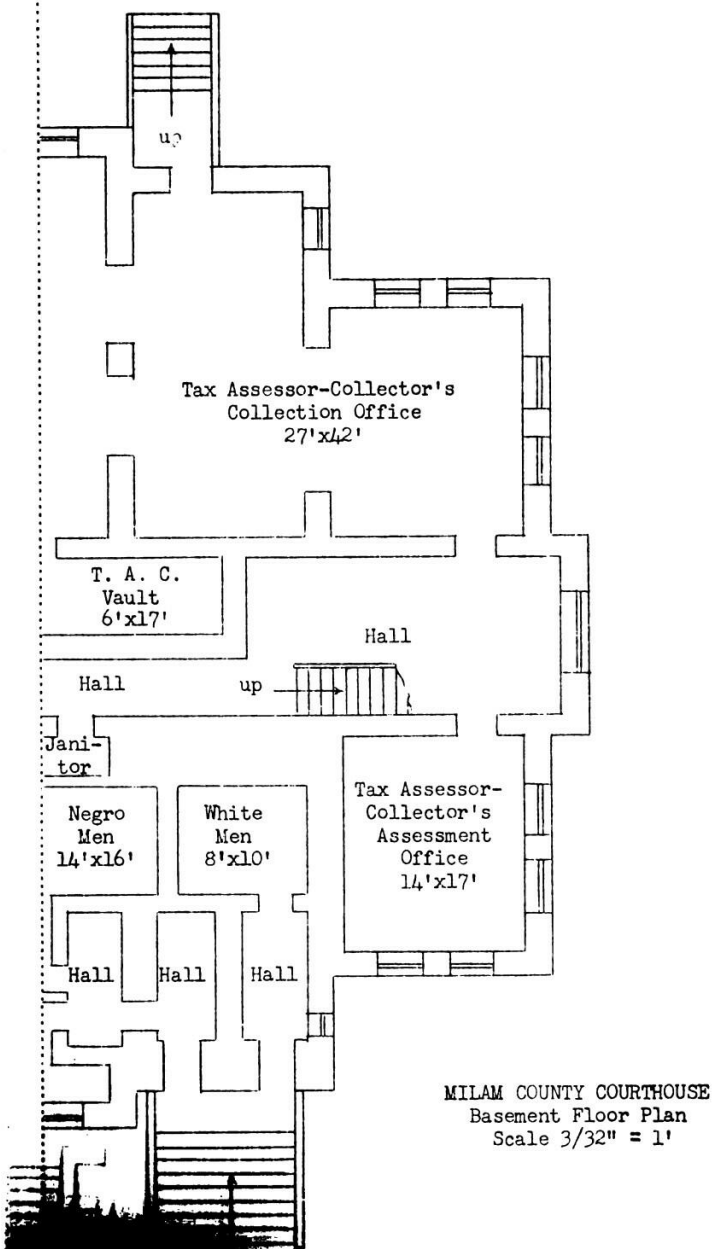 up
Tax Assessor-Collector's
Collection Office
27'x42'
T. A. C.
Vault
6'x17'
Hall
Hall
up
Jani-
tor
Negro
Men
14'x16'
White
Men
8'x10'
Tax Assessor-
Collector's
Assessment
Office
14'x17'
Hall
Hall
Hall
MILAM COUNTY COURTHOUSE
Basement Floor Plan
Scale 3/32" = 1'